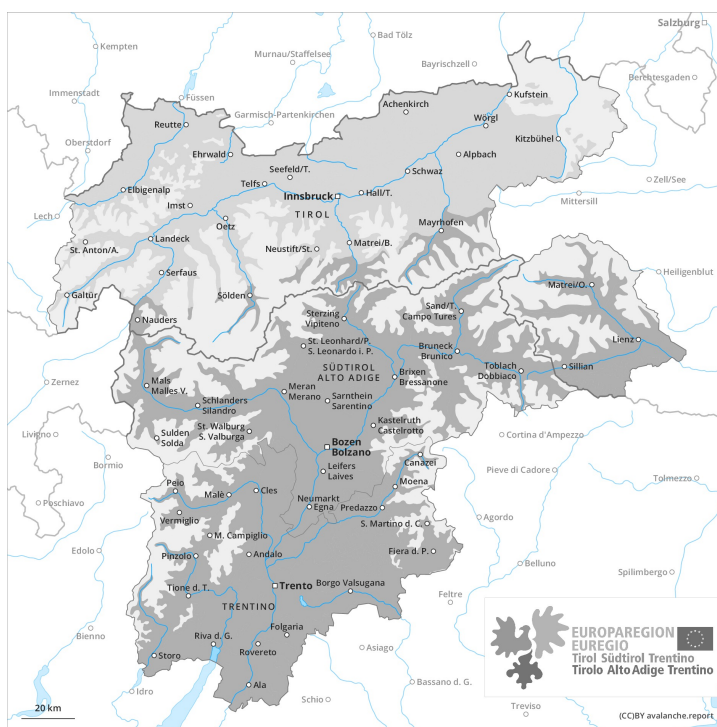 Salzburg
Kempten
Bad Tölz
Murnau/Staffelsee
Bayrischzell
Berchtesgaden
Immenstadt
Füssen
Achenkirch
Kufstein
Garmisch-Partenkirchen
Reutte
Wörgl
Oberstdorf
Kitzbühel
Ehrwald
Alpbach
Seefeld/T.
Schwaz
Telfs
Zell/See
Elbigenalp
Innsbruck
Hall/T.
Mittersill
Imst
TIROL
Lech
Oetz
Mayrhofen
Landeck
Matrei/B.
St. Anton/A.
Neustift/St.
Serfaus
Heiligenblut
Galtür
Sölden
Matrei/O.
Sand/T.
Campo Tures
Nauders
Sterzing
Vipiteno
St. Leonhard/P.
S. Leonardo i. P.
Lienz
Bruneck
Brunico
SÜDTIROL
ALTO ADIGE
Toblach
Dobbiaco
Sillian
Brixen
Bressanone
Zernez
Mals
Malles V.
Meran
Merano
Schlanders
Silandro
Sarnthein
Sarentino
St. Walburg
S. Valburga
Kastelruth
Castelrotto
Livigno
Sulden
Solda
Cortina d'Ampezzo
Bozen
Bolzano
Bormio
Canazei
Leifers
Laives
Pieve di Cadore
Tolmezzo
Peio
Malè
Cles
Moena
Poschiavo
Neumarkt
Egna
Predazzo
Vermiglio
S. Martino d. C.
Agordo
M. Campiglio
Edolo
Pinzolo
Andalo
Fiera d. P.
Belluno
Spilimbergo
Tione d. T.
Trento
Borgo Valsugana
Feltre
TRENTINO
Folgaria
Bienno
Riva d. G.
Rovereto
Asiago
Storo
Ala
Bassano d. G.
Idro
Schio
Treviso
EUROPAREGION
EUREGIO
Tirol Südtirol Trentino
Tirolo Alto Adige Trentino
20 km
(CC)BY avalanche.report